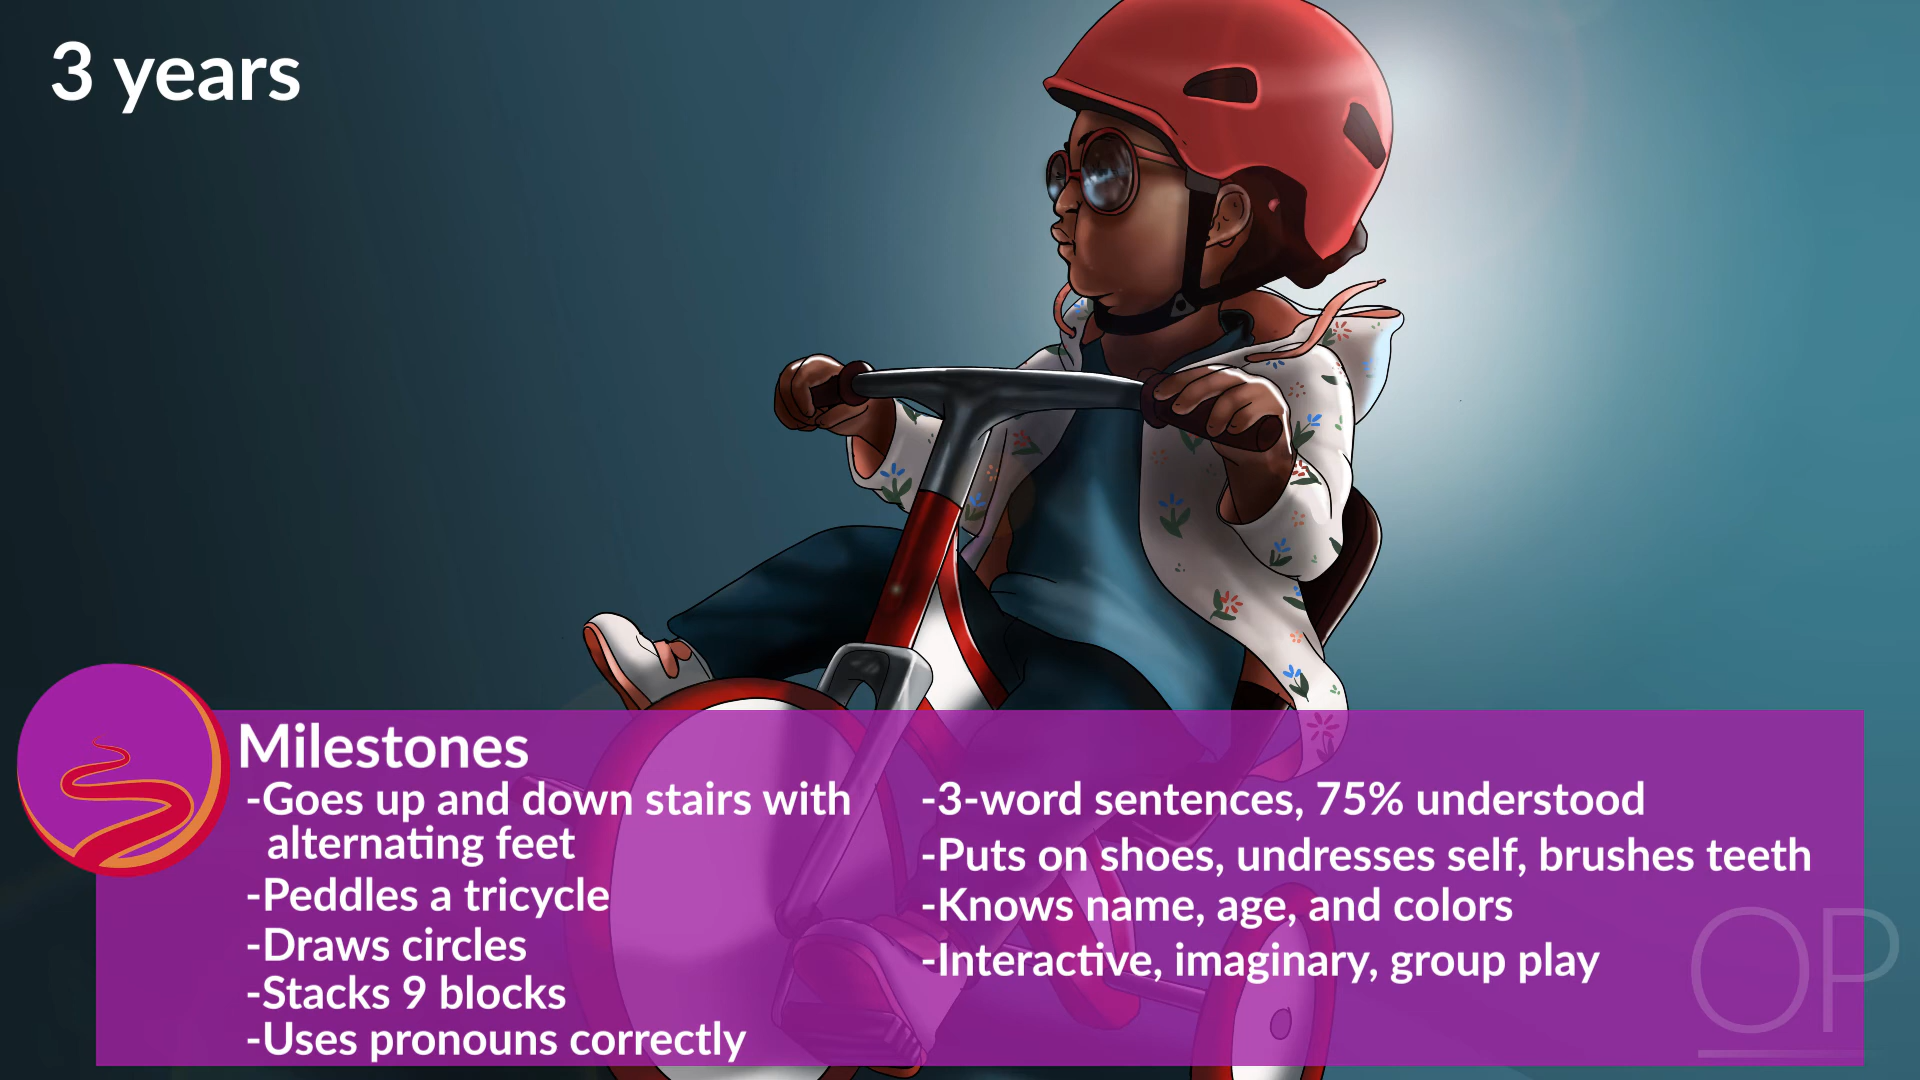 3 years
Milestones
-Goes up and down stairs with
alternating feet
-Peddles a tricycle
-Draws circles
-Stacks 9 blocks
-Uses pronouns correctly
-3-word sentences, 75% understood
-Puts on shoes, undresses self, brushes teeth
-Knows name, age, and colors
-Interactive, imaginary, group play
OP